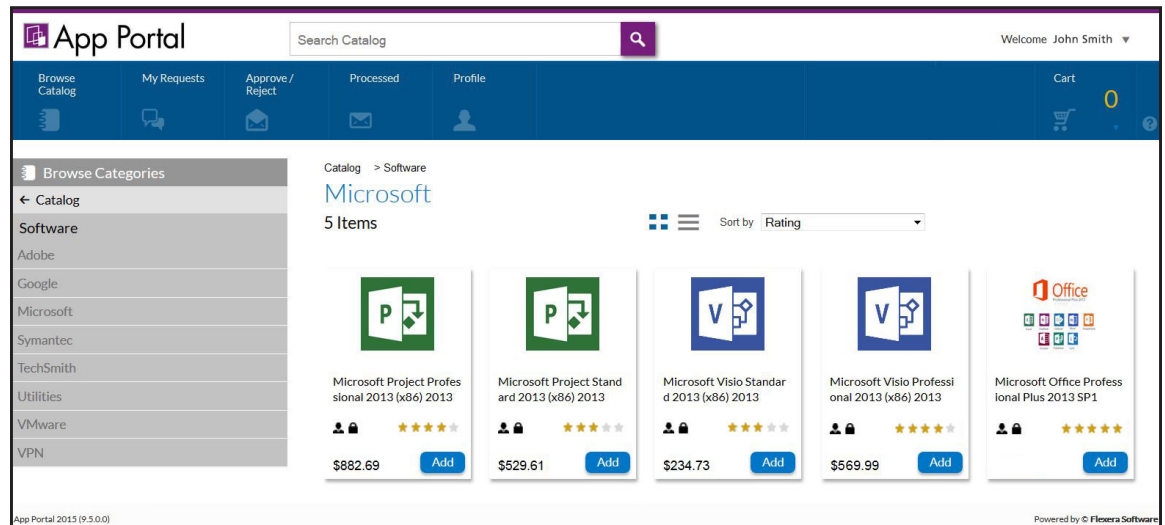 App Portal
Search Catalog
Welcome John Smith
Browse
Catalog
My Requests
Approve /
Reject
Processed
Profile
Cart
0
Browse Categories
← Catalog
Software
Adobe
Google
Microsoft
Symantec
TechSmith
Utilities
VMware
VPN
Catalog > Software
Microsoft
5 Items
Sort by Rating
P
Microsoft Project Profes
sional 2013 (x86) 2013
$882.69
Add
P
Microsoft Project Stand
ard 2013 (x86) 2013
$529.61
Add
V
Microsoft Visio Standar
d 2013 (x86) 2013
$234.73
Add
V
Microsoft Visio Professi
onal 2013 (x86) 2013
$569.99
Add
Office
Microsoft Office Profess
ional Plus 2013 SP1
Add
App Portal 2015 (9.5.0.0)
Powered by © Flexera Software